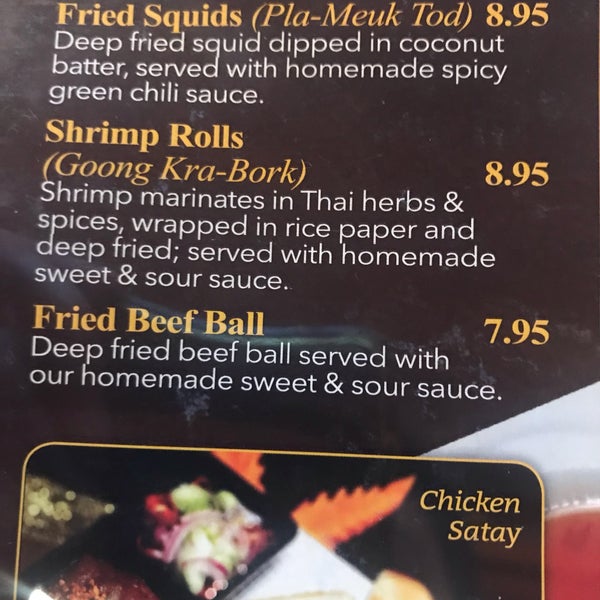 Fried Squids (Pla-Meuk Tod) 8.95
Deep fried squid dipped in coconut
batter, served with homemade spicy
green chili sauce.
Shrimp Rolls
(Goong Kra-Bork) 8.95
Shrimp marinates in Thai herbs &
spices, wrapped in rice paper and
deep fried; served with homemade
sweet & sour sauce.
Fried Beef Ball 7.95
Deep fried beef ball served with
our homemade sweet & sour sauce.
Chicken
Satay